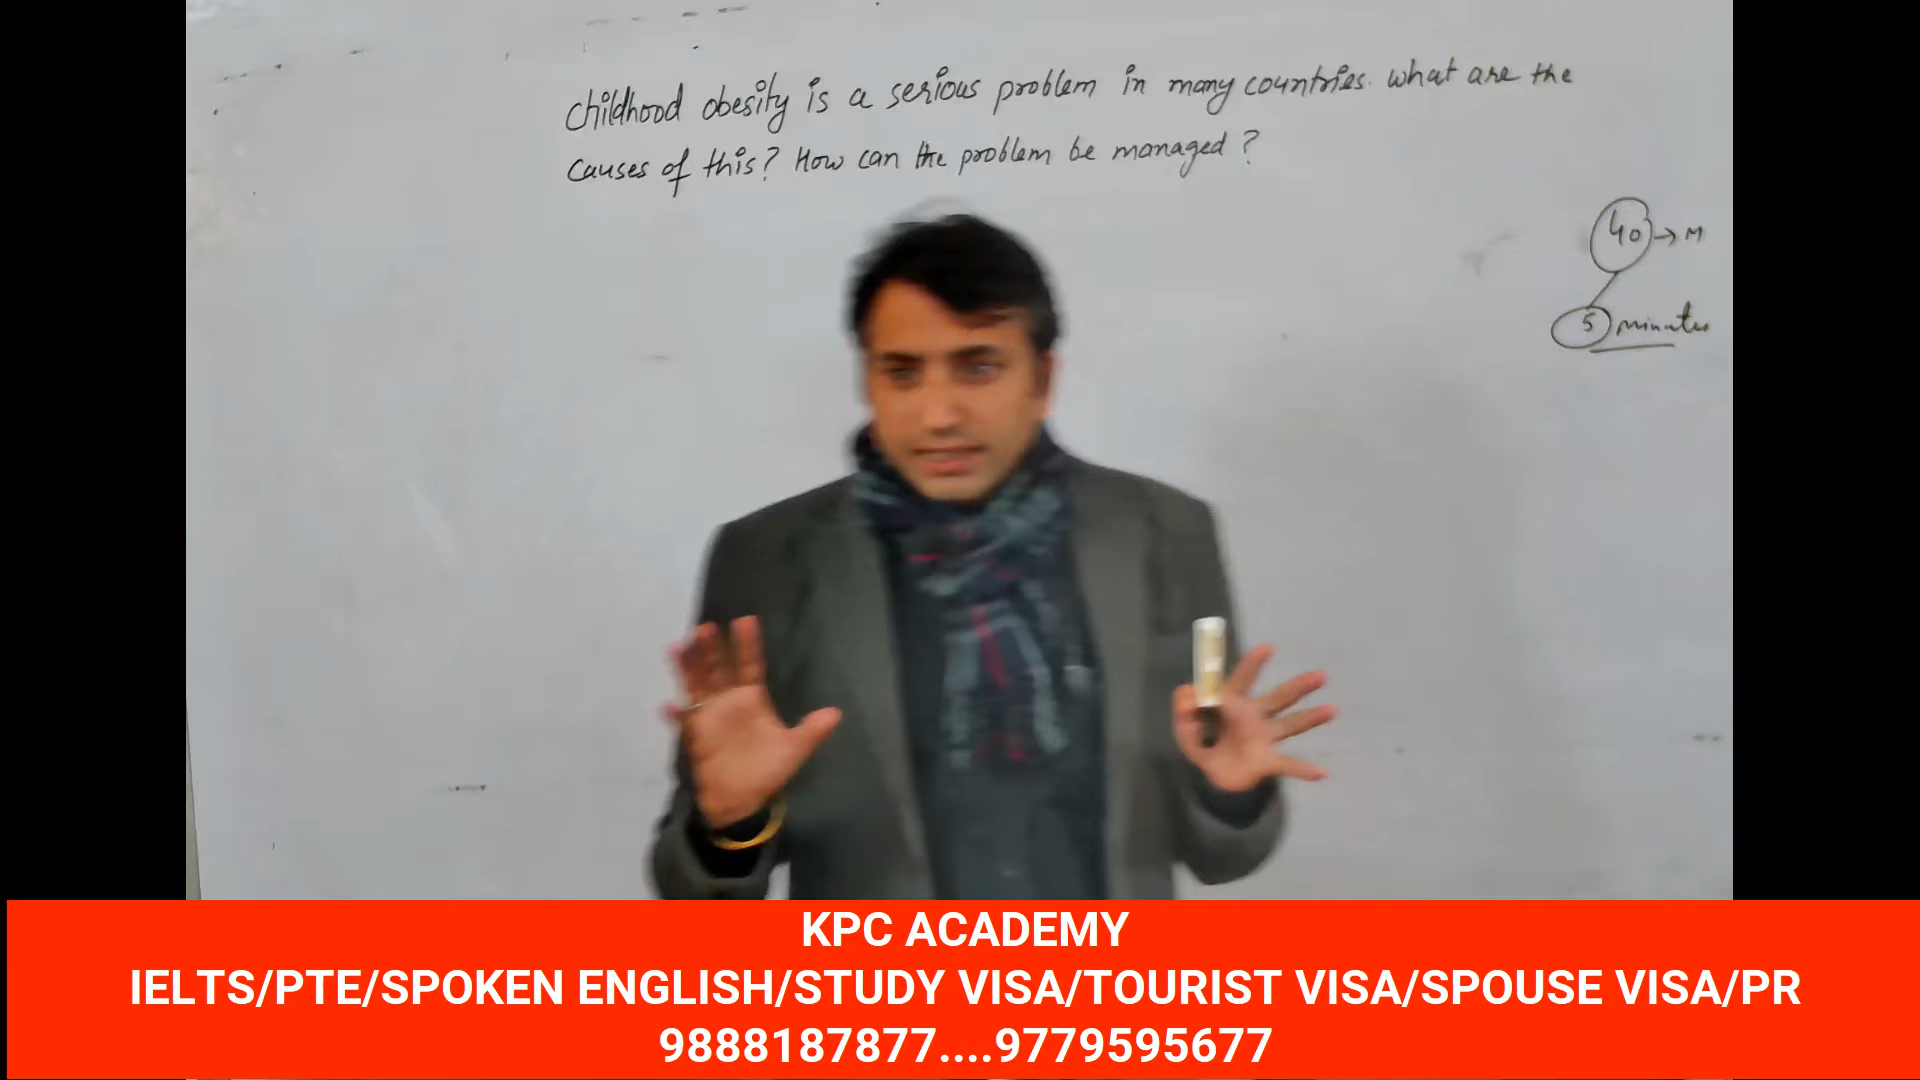 Childhood obesity is a serious problem in many countries. what are the
causes of this? How can the problem be managed?
40 → M
5 minutes
KPC ACADEMY
IELTS/PTE/SPOKEN ENGLISH/STUDY VISA/TOURIST VISA/SPOUSE VISA/PR
9888187877....9779595677